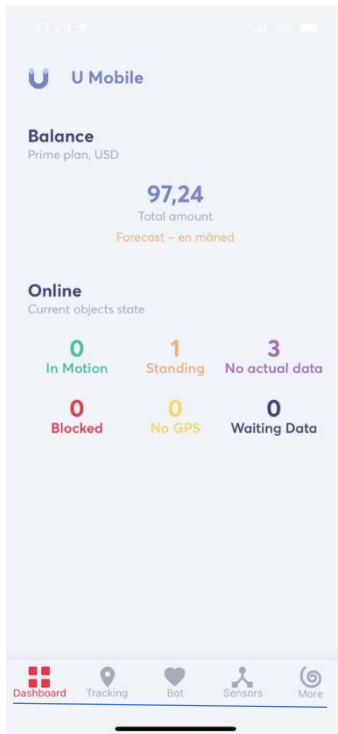 13:24
U Mobile
Balance
Prime plan, USD
97,24
Total amount
Forecast – en måned
Online
Current objects state
0 1 3
In Motion Standing No actual data
0 0 0
Blocked No GPS Waiting Data
Dashboard Tracking Bot Sensors More